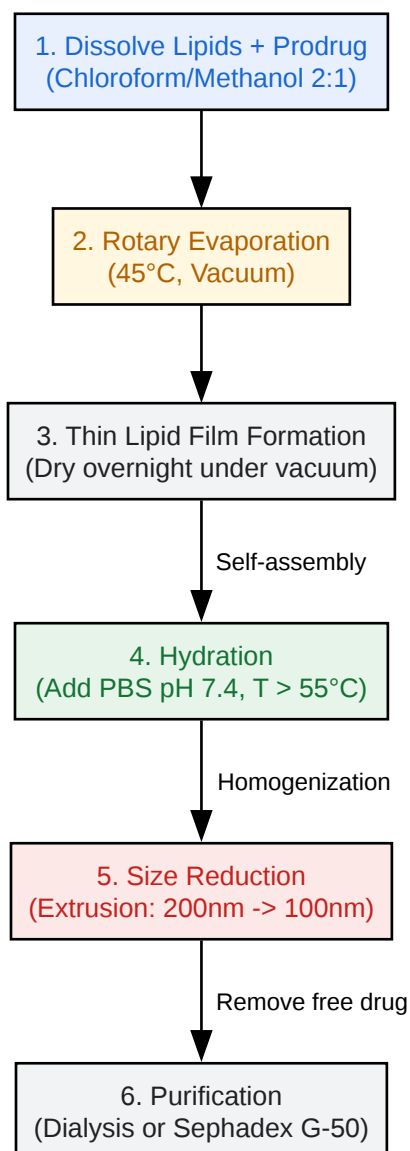 1. Dissolve Lipids + Prodrug
(Chloroform/Methanol 2:1)
2. Rotary Evaporation
(45°C, Vacuum)
3. Thin Lipid Film Formation
(Dry overnight under vacuum)
Self-assembly
4. Hydration
(Add PBS pH 7.4, T > 55°C)
Homogenization
5. Size Reduction
(Extrusion: 200nm -> 100nm)
Remove free drug
6. Purification
(Dialysis or Sephadex G-50)